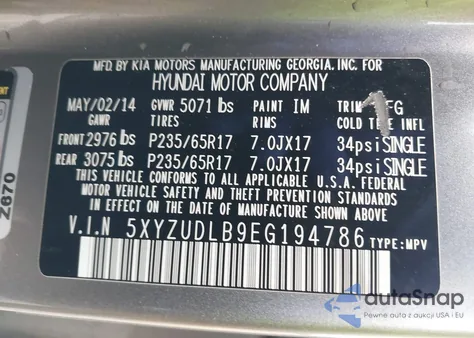 MFD.BY KIA MOTORS MANUFACTURING GEORGIA.INC.FOR
HYUNDAI MOTOR COMPANY
MAY/02/14 GVWR 5071 lbs PAINT IM TRIM FG
GAWR TIRES RIMS COLD TIRE INFL
FRONT 2976 lbs P235/65R17 7.0JX17 34psi SINGLE
REAR 3075 lbs P235/65R17 7.0JX17 34psi SINGLE
THIS VEHICLE CONFORMS TO ALL APPLICABLE U.S.A. FEDERAL
MOTOR VEHICLE SAFETY AND THEFT PREVENTION STANDARDS
IN EFFECT ON THE DATE OF MANUFACTURE SHOWN ABOVE.
V.I.N 5XYZUDLB9EG194786 TYPE:MPV
Z670
autaSnap
Pewne auta z aukcji USA i EU